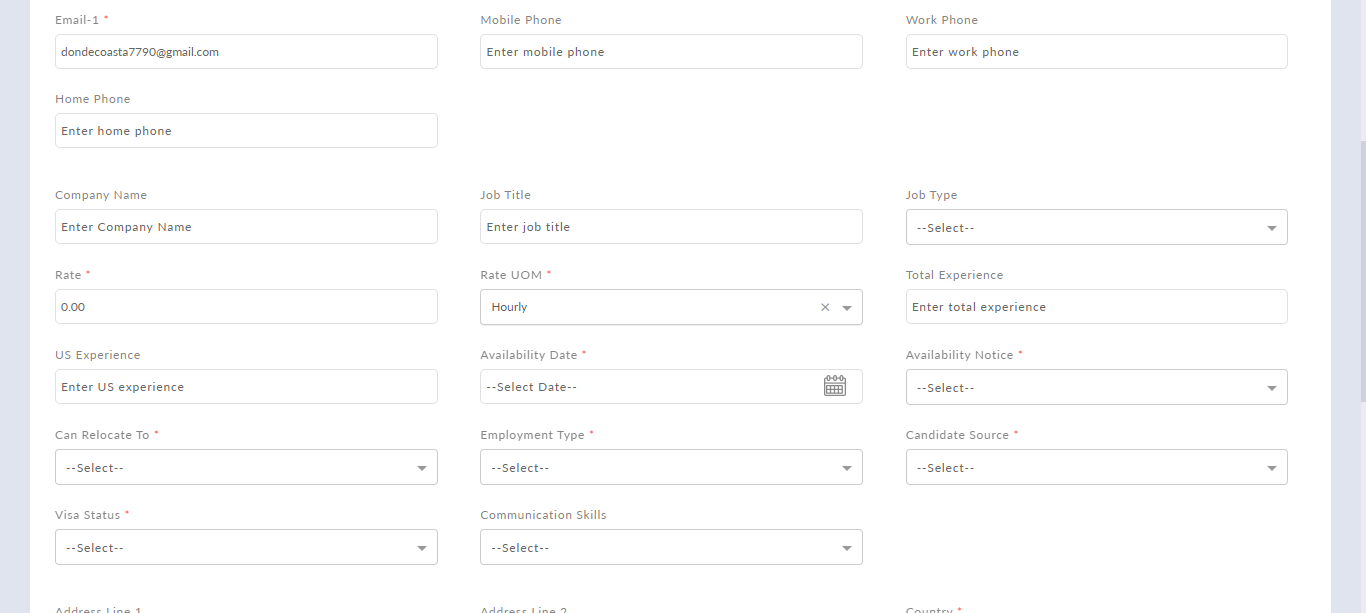 Email-1 * Mobile Phone Work Phone
dondecoasta7790@gmail.com Enter mobile phone Enter work phone
Home Phone
Enter home phone
Company Name Job Title Job Type
Enter Company Name Enter job title --Select--
Rate * Rate UOM * Total Experience
0.00 Hourly × Enter total experience
US Experience Availability Date * Availability Notice *
Enter US experience --Select Date-- --Select--
Can Relocate To * Employment Type * Candidate Source *
--Select-- --Select-- --Select--
Visa Status * Communication Skills
--Select-- --Select--
Address Line 1 Address Line 2 Country *